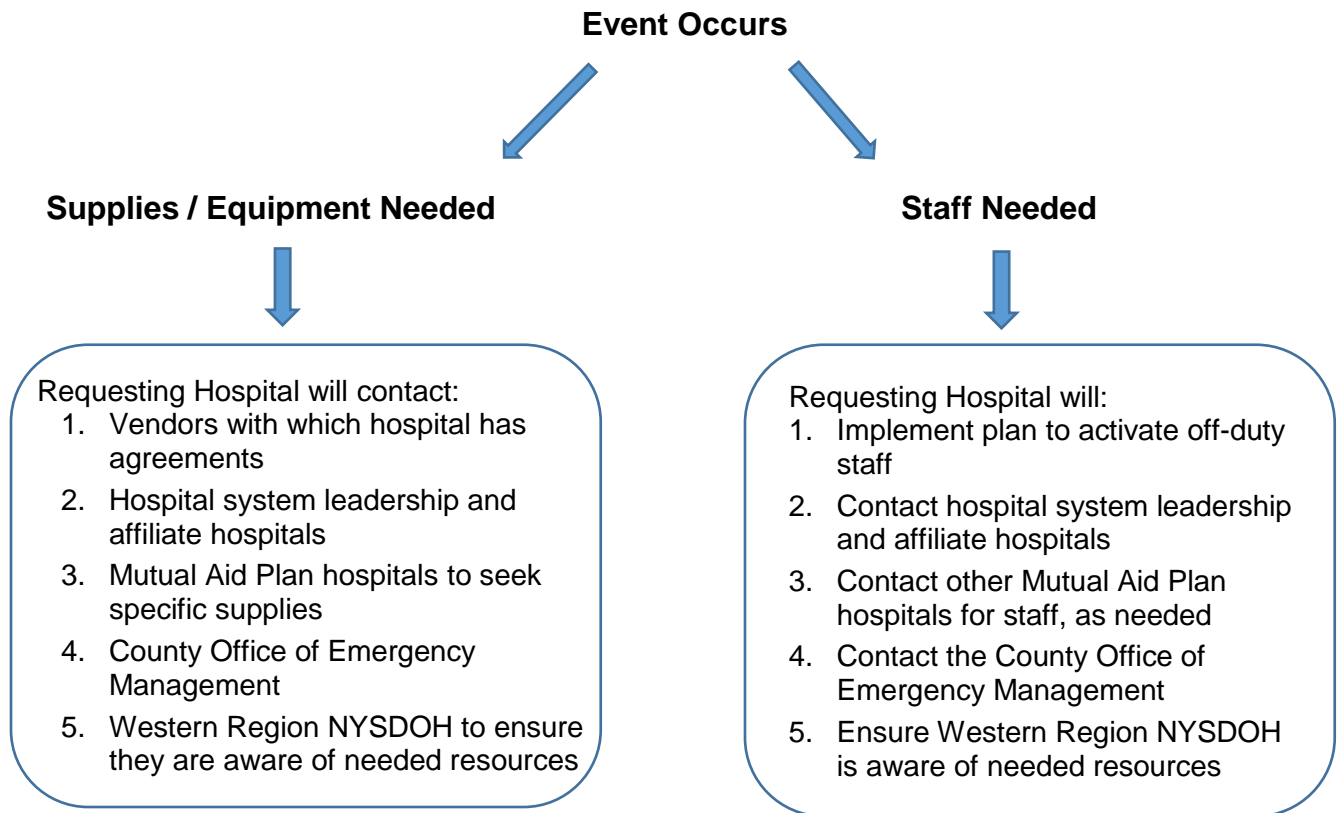 Event Occurs
Supplies / Equipment Needed
Requesting Hospital will contact:
1. Vendors with which hospital has
agreements
2. Hospital system leadership and
affiliate hospitals
3. Mutual Aid Plan hospitals to seek
specific supplies
4. County Office of Emergency
Management
5. Western Region NYSDOH to ensure
they are aware of needed resources
Staff Needed
Requesting Hospital will:
1. Implement plan to activate off-duty
staff
2. Contact hospital system leadership
and affiliate hospitals
3. Contact other Mutual Aid Plan
hospitals for staff, as needed
4. Contact the County Office of
Emergency Management
5. Ensure Western Region NYSDOH
is aware of needed resources